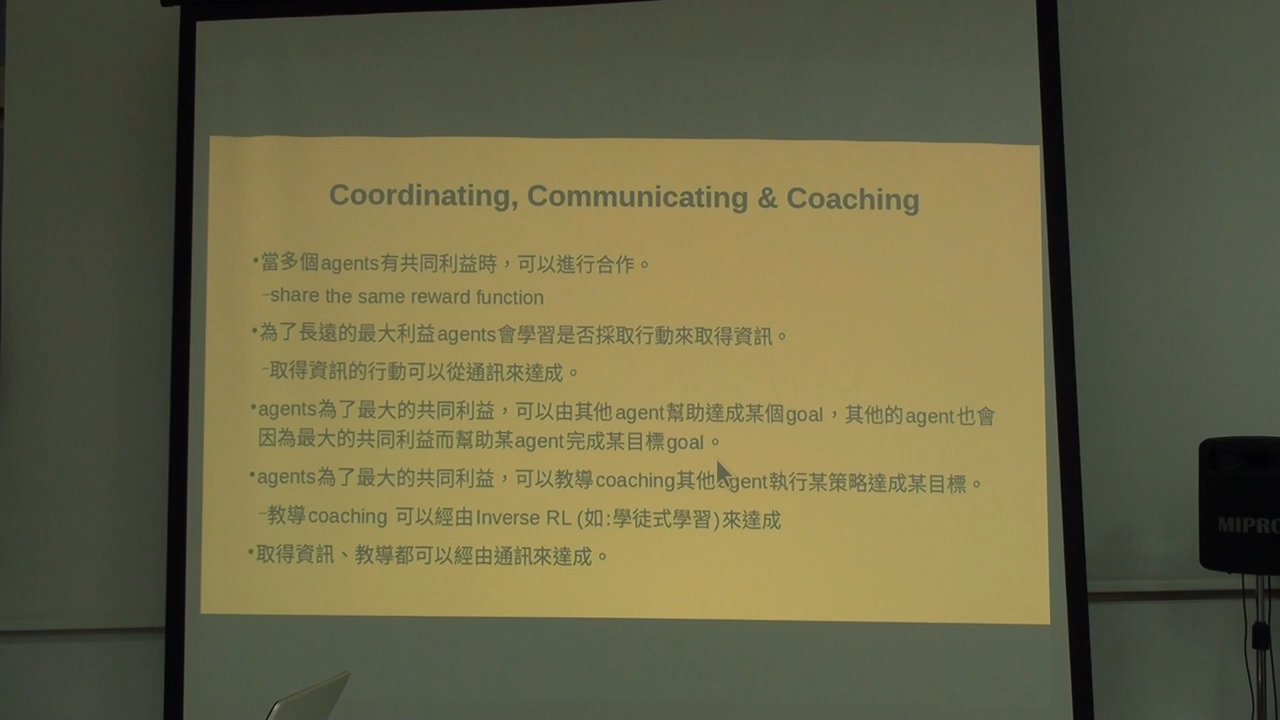 Coordinating, Communicating & Coaching
•當多個agents有共同利益時，可以進行合作。
–share the same reward function
•為了長遠的最大利益agents會學習是否採取行動來取得資訊。
–取得資訊的行動可以從通訊來達成。
•agents為了最大的共同利益，可以由其他agent幫助達成某個goal，其他的agent也會
因為最大的共同利益而幫助某agent完成某目標goal。
•agents為了最大的共同利益，可以教導coaching其他agent執行某策略達成某目標。
–教導coaching 可以經由Inverse RL (如:學徒式學習)來達成
•取得資訊、教導都可以經由通訊來達成。
MIPRO